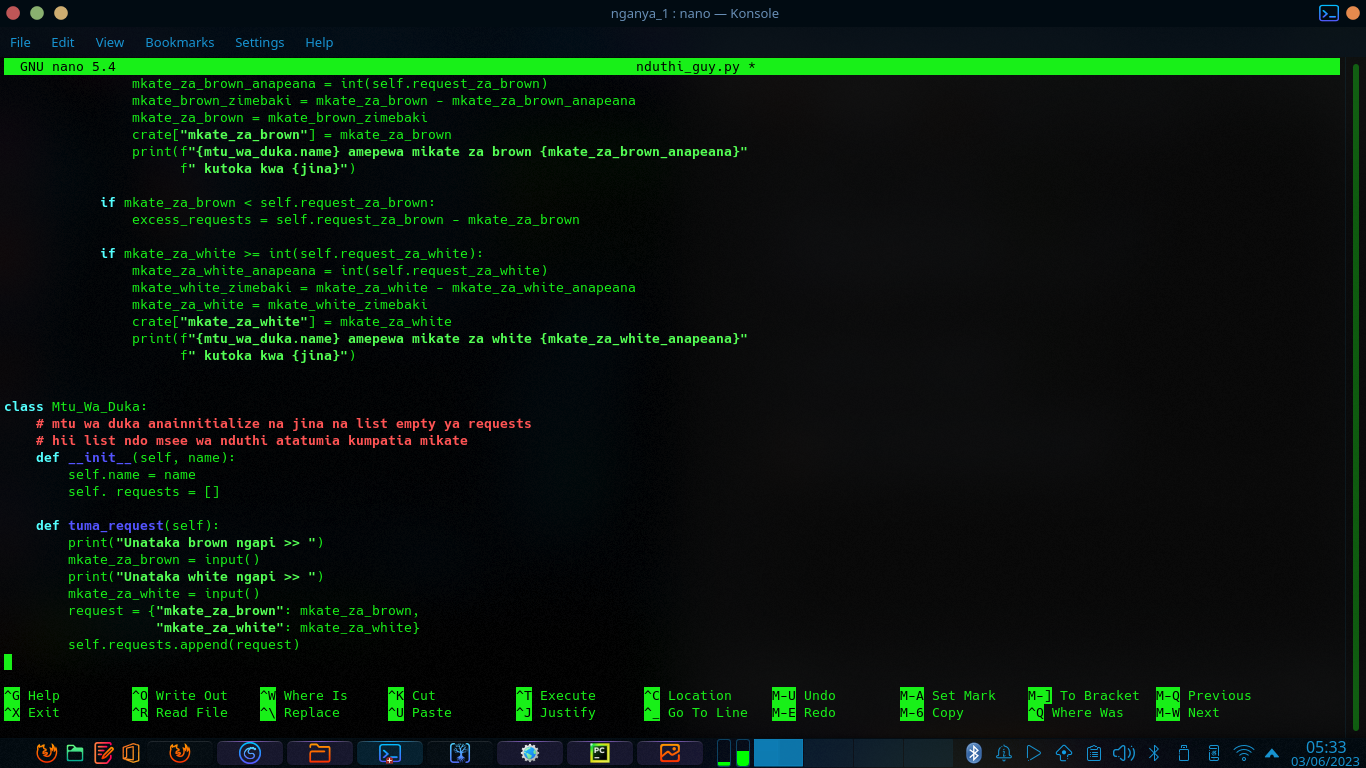 nganya_1 : nano — Konsole
File Edit View Bookmarks Settings Help
GNU nano 5.4 nduthi_guy.py *
                mkate_za_brown_anapeana = int(self.request_za_brown)
                mkate_brown_zimebaki = mkate_za_brown - mkate_za_brown_anapeana
                mkate_za_brown = mkate_brown_zimebaki
                crate["mkate_za_brown"] = mkate_za_brown
                print(f"{mtu_wa_duka.name} amepewa mikate za brown {mkate_za_brown_anapeana}"
                      f" kutoka kwa {jina}")
            if mkate_za_brown < self.request_za_brown:
                excess_requests = self.request_za_brown - mkate_za_brown
            if mkate_za_white >= int(self.request_za_white):
                mkate_za_white_anapeana = int(self.request_za_white)
                mkate_white_zimebaki = mkate_za_white - mkate_za_white_anapeana
                mkate_za_white = mkate_white_zimebaki
                crate["mkate_za_white"] = mkate_za_white
                print(f"{mtu_wa_duka.name} amepewa mikate za white {mkate_za_white_anapeana}"
                      f" kutoka kwa {jina}")
class Mtu_Wa_Duka:
    # mtu wa duka anainnitialize na jina na list empty ya requests
    # hii list ndo msee wa nduthi atatumia kumpatia mikate
    def __init__(self, name):
        self.name = name
        self. requests = []
    def tuma_request(self):
        print("Unataka brown ngapi >> ")
        mkate_za_brown = input()
        print("Unataka white ngapi >> ")
        mkate_za_white = input()
        request = {"mkate_za_brown": mkate_za_brown,
                   "mkate_za_white": mkate_za_white}
        self.requests.append(request)
^G Help ^O Write Out ^W Where Is ^K Cut ^T Execute ^C Location M-U Undo M-A Set Mark M-] To Bracket M-Q Previous
^X Exit ^R Read File ^\ Replace ^U Paste ^J Justify ^_ Go To Line M-E Redo M-6 Copy ^Q Where Was M-W Next
PC
05:33
03/06/2023